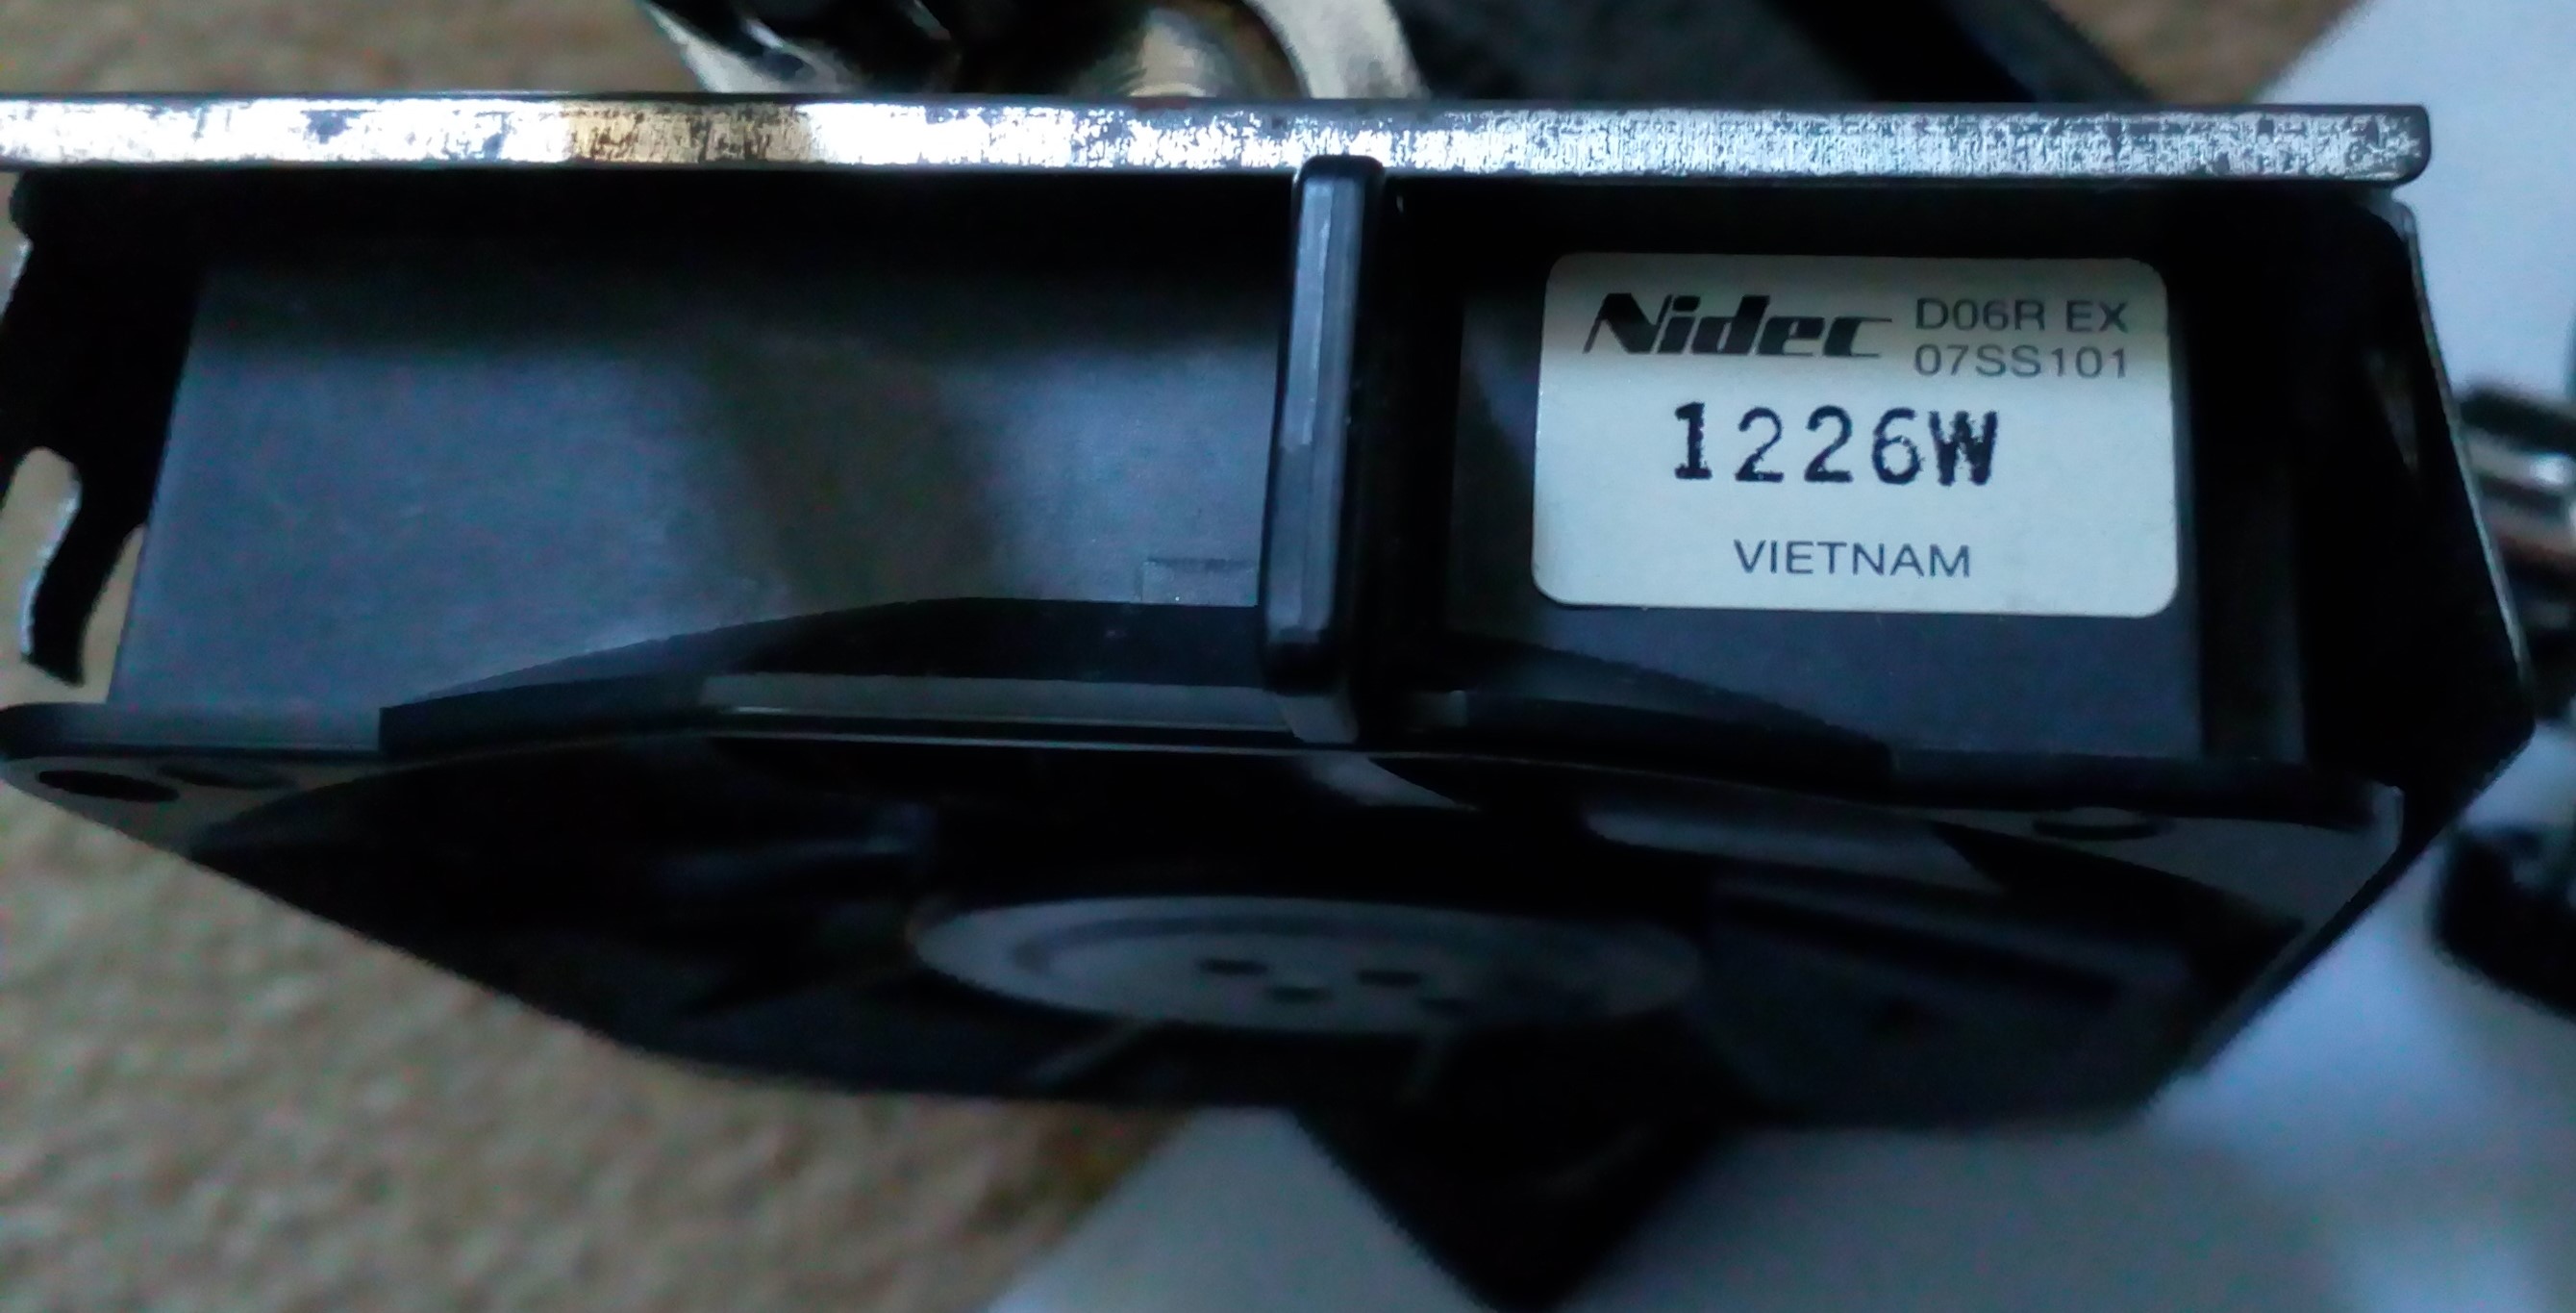 Nidec D06R EX
07SS101
1226W
VIETNAM